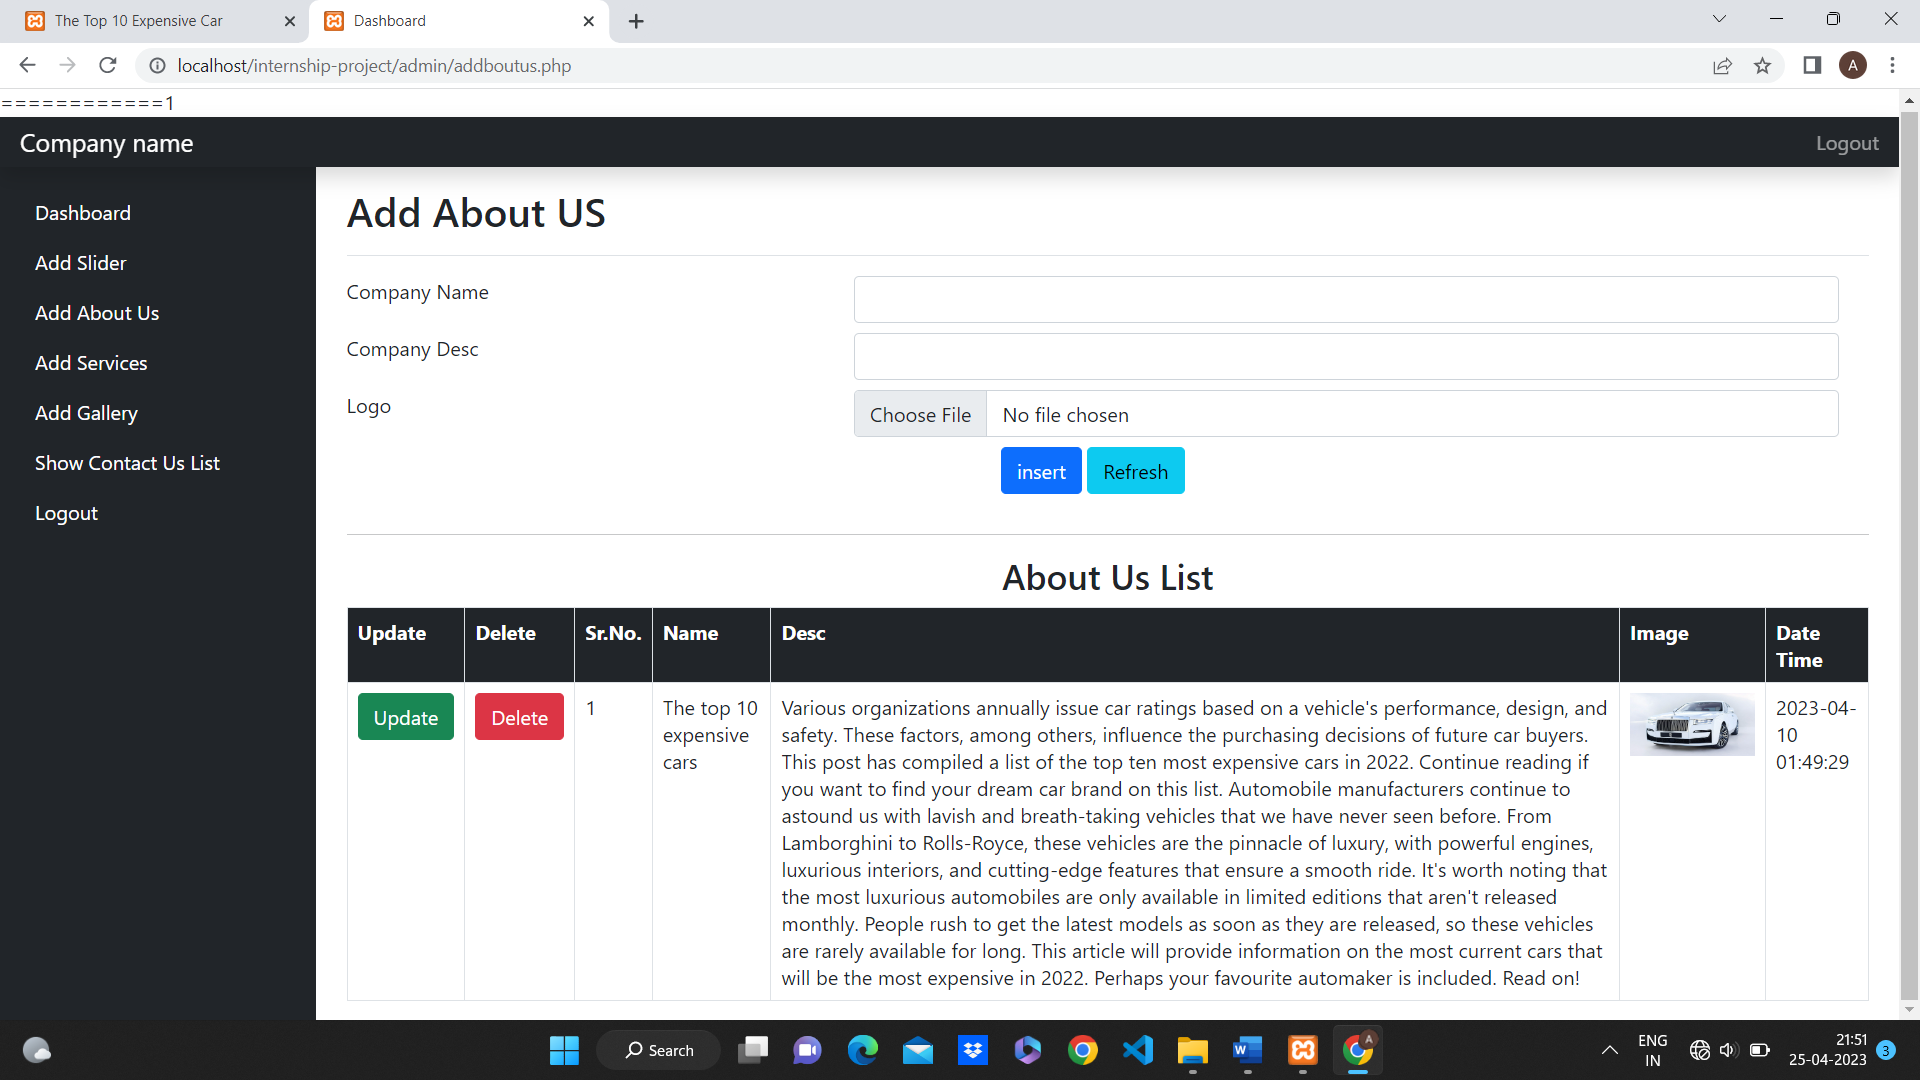 The Top 10 Expensive Car
Dashboard
localhost/internship-project/admin/addboutus.php
A
============1
Company name
Logout
Dashboard
Add Slider
Add About Us
Add Services
Add Gallery
Show Contact Us List
Logout
Add About US
Company Name
Company Desc
Logo
Choose File No file chosen
insert Refresh
About Us List
Update Delete Sr.No. Name Desc Image Date
Time
Update Delete 1
The top 10
expensive
cars
Various organizations annually issue car ratings based on a vehicle's performance, design, and
safety. These factors, among others, influence the purchasing decisions of future car buyers.
This post has compiled a list of the top ten most expensive cars in 2022. Continue reading if
you want to find your dream car brand on this list. Automobile manufacturers continue to
astound us with lavish and breath-taking vehicles that we have never seen before. From
Lamborghini to Rolls-Royce, these vehicles are the pinnacle of luxury, with powerful engines,
luxurious interiors, and cutting-edge features that ensure a smooth ride. It's worth noting that
the most luxurious automobiles are only available in limited editions that aren't released
monthly. People rush to get the latest models as soon as they are released, so these vehicles
are rarely available for long. This article will provide information on the most current cars that
will be the most expensive in 2022. Perhaps your favourite automaker is included. Read on!
2023-04-
10
01:49:29
Search
W
A
ENG
IN
21:51
25-04-2023
3